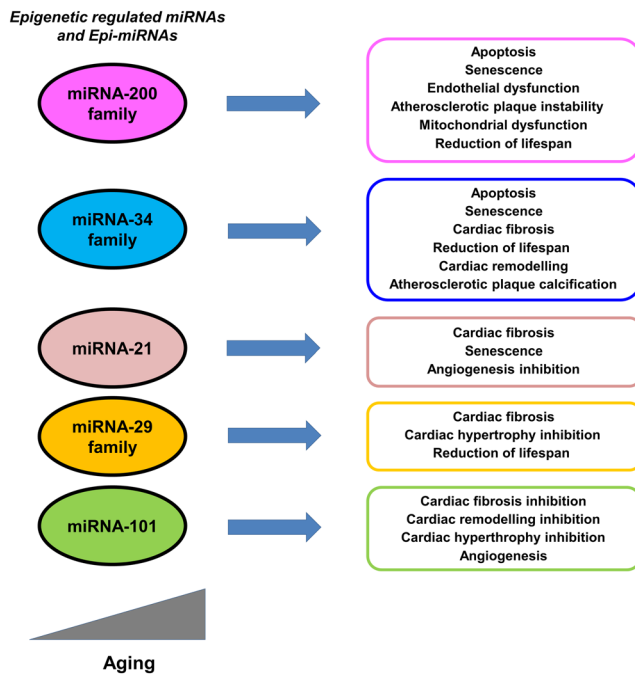 Epigenetic regulated miRNAs
and Epi-miRNAs
miRNA-200
family
Apoptosis
Senescence
Endothelial dysfunction
Atherosclerotic plaque instability
Mitochondrial dysfunction
Reduction of lifespan
miRNA-34
family
Apoptosis
Senescence
Cardiac fibrosis
Reduction of lifespan
Cardiac remodelling
Atherosclerotic plaque calcification
miRNA-21
Cardiac fibrosis
Senescence
Angiogenesis inhibition
miRNA-29
family
Cardiac fibrosis
Cardiac hypertrophy inhibition
Reduction of lifespan
miRNA-101
Cardiac fibrosis inhibition
Cardiac remodelling inhibition
Cardiac hyperthrophy inhibition
Angiogenesis
Aging